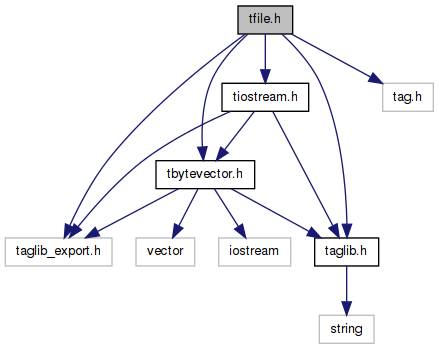 tfile.h
tiostream.h
tag.h
tbytevector.h
taglib_export.h
vector
iostream
taglib.h
string